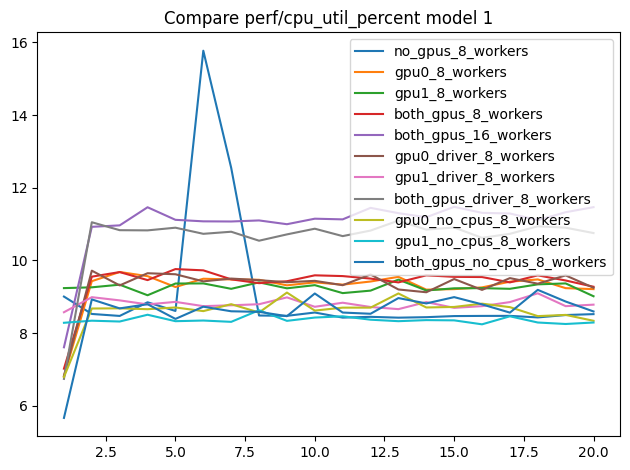 Compare perf/cpu_util_percent model 1
16
14
12
10
8
6
no_gpus_8_workers
gpu0_8_workers
gpu1_8_workers
both_gpus_8_workers
both_gpus_16_workers
gpu0_driver_8_workers
gpu1_driver_8_workers
both_gpus_driver_8_workers
gpu0_no_cpus_8_workers
gpu1_no_cpus_8_workers
both_gpus_no_cpus_8_workers
2.5 5.0 7.5 10.0 12.5 15.0 17.5 20.0